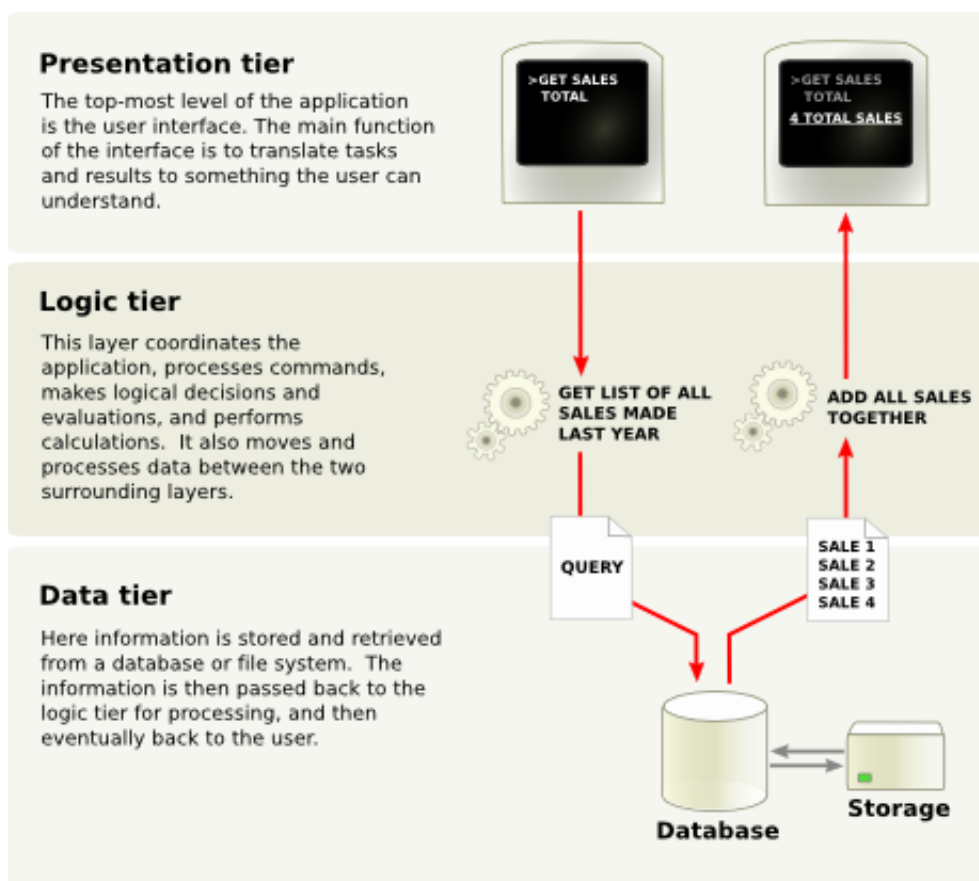 Presentation tier
The top-most level of the application
is the user interface. The main function
of the interface is to translate tasks
and results to something the user can
understand.
>GET SALES
TOTAL
>GET SALES
TOTAL
4 TOTAL SALES
Logic tier
This layer coordinates the
application, processes commands,
makes logical decisions and
evaluations, and performs
calculations.  It also moves and
processes data between the two
surrounding layers.
GET LIST OF ALL
SALES MADE
LAST YEAR
ADD ALL SALES
TOGETHER
Data tier
Here information is stored and retrieved
from a database or file system.  The
information is then passed back to the
logic tier for processing, and then
eventually back to the user.
QUERY
SALE 1
SALE 2
SALE 3
SALE 4
Database
Storage